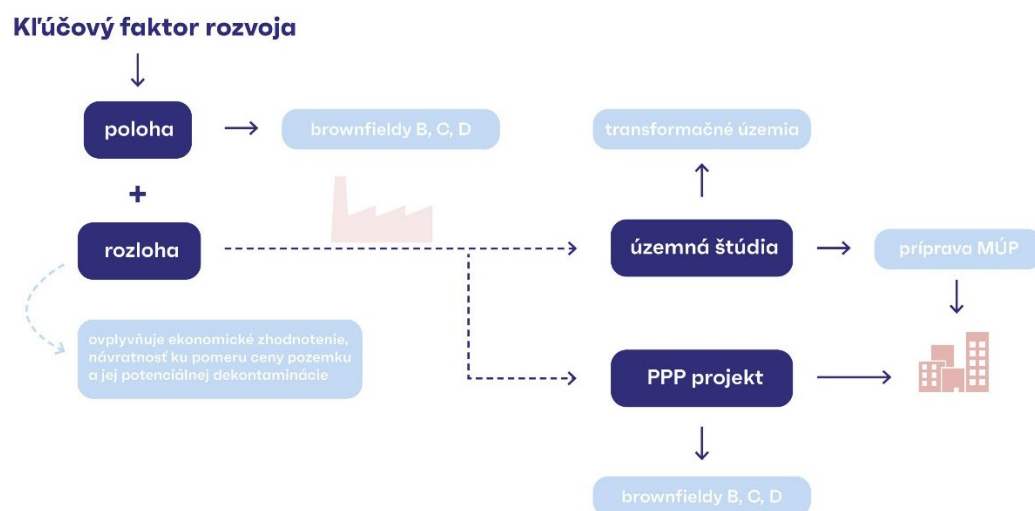 Kľúčový faktor rozvoja
poloha
brownfieldy B, C, D
transformačné územia
+
rozloha
územná štúdia
príprava MÚP
ovplyvňuje ekonomické zhodnotenie,
návratnosť ku pomeru ceny pozemku
a jej potenciálnej dekontaminácie
PPP projekt
brownfieldy B, C, D